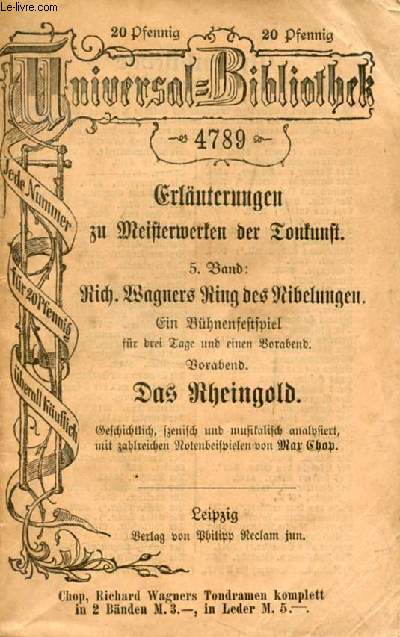 Le-livre.com
20 Pfennig 20 Pfennig
Universal=Bibliothek
4789
Jede Nummer
für 20 Pfennig
überall käuflich
Erläuterungen
zu Meisterwerken der Tonkunst.
5. Band:
Rich. Wagners Ring des Nibelungen.
Ein Bühnenfestspiel
für drei Tage und einen Vorabend.
Vorabend.
Das Rheingold.
Geschichtlich, szenisch und musikalisch analysiert,
mit zahlreichen Notenbeispielen von Max Chop.
Leipzig
Verlag von Philipp Reclam jun.
Chop, Richard Wagners Tondramen komplett
in 2 Bänden M. 3.—, in Leder M. 5.—.